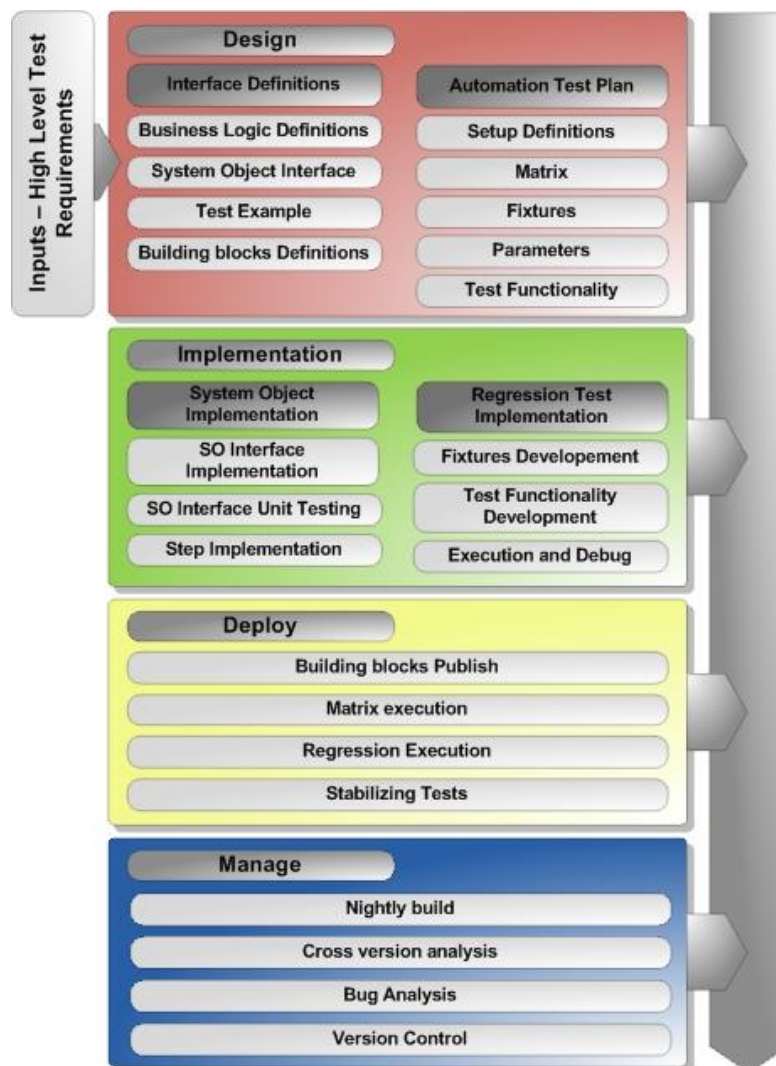 Inputs – High Level Test
Requirements
Design
Interface Definitions
Business Logic Definitions
System Object Interface
Test Example
Building blocks Definitions
Automation Test Plan
Setup Definitions
Matrix
Fixtures
Parameters
Test Functionality
Implementation
System Object
Implementation
SO Interface
Implementation
SO Interface Unit Testing
Step Implementation
Regression Test
Implementation
Fixtures Developement
Test Functionality
Development
Execution and Debug
Deploy
Building blocks Publish
Matrix execution
Regression Execution
Stabilizing Tests
Manage
Nightly build
Cross version analysis
Bug Analysis
Version Control